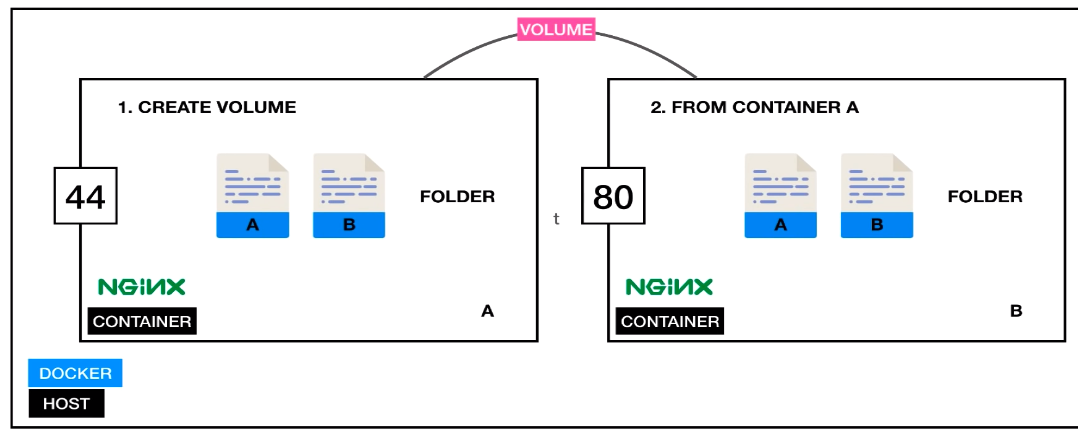 VOLUME
1. CREATE VOLUME
44
A
B
FOLDER
NGINX
CONTAINER
A
t
2. FROM CONTAINER A
80
A
B
FOLDER
NGINX
CONTAINER
B
DOCKER
HOST